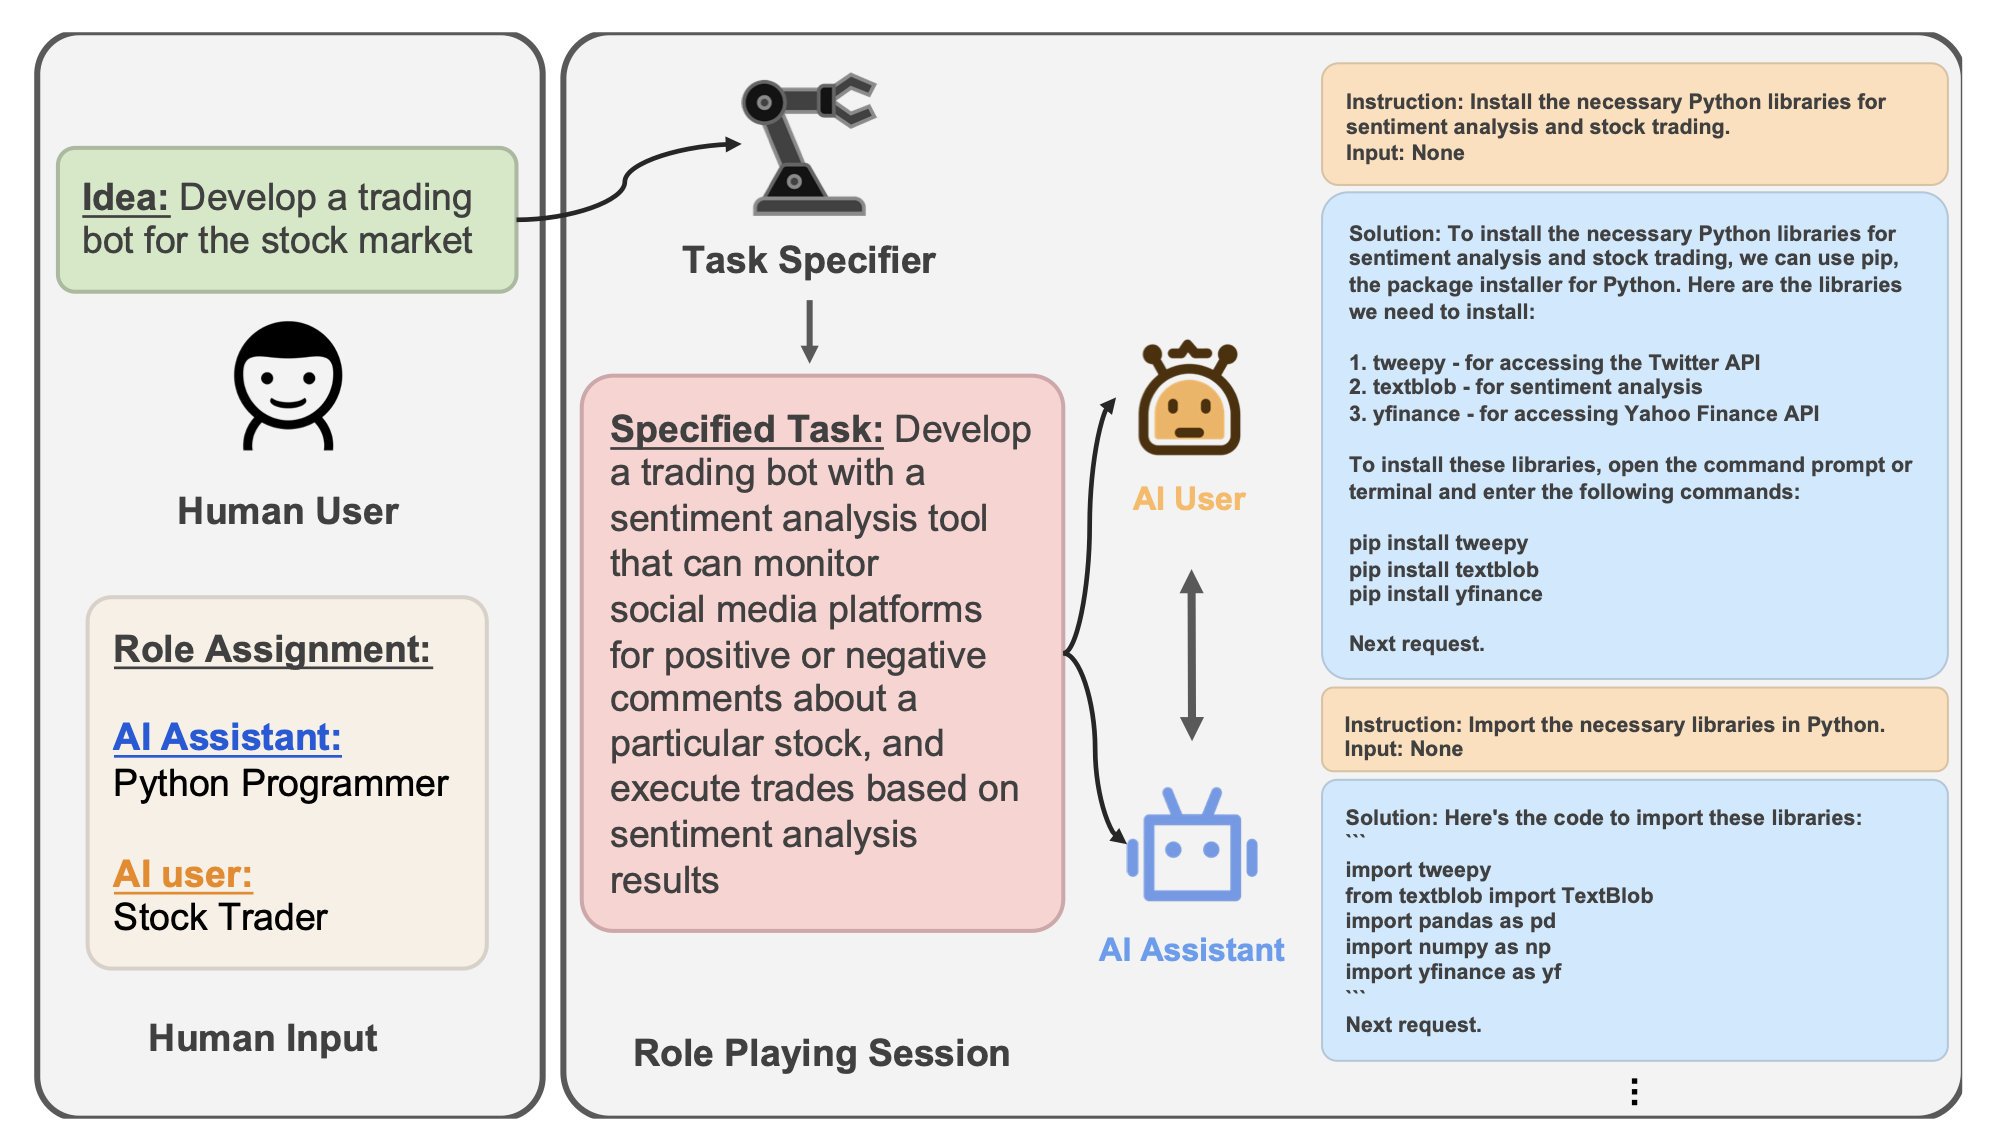 Idea: Develop a trading
bot for the stock market
Human User
Role Assignment:
AI Assistant:
Python Programmer
AI user:
Stock Trader
Human Input
Task Specifier
Specified Task: Develop
a trading bot with a
sentiment analysis tool
that can monitor
social media platforms
for positive or negative
comments about a
particular stock, and
execute trades based on
sentiment analysis
results
AI User
AI Assistant
Role Playing Session
Instruction: Install the necessary Python libraries for
sentiment analysis and stock trading.
Input: None
Solution: To install the necessary Python libraries for
sentiment analysis and stock trading, we can use pip,
the package installer for Python. Here are the libraries
we need to install:
1. tweepy - for accessing the Twitter API
2. textblob - for sentiment analysis
3. yfinance - for accessing Yahoo Finance API
To install these libraries, open the command prompt or
terminal and enter the following commands:
pip install tweepy
pip install textblob
pip install yfinance
Next request.
Instruction: Import the necessary libraries in Python.
Input: None
Solution: Here's the code to import these libraries:
```
import tweepy
from textblob import TextBlob
import pandas as pd
import numpy as np
import yfinance as yf
```
Next request.
⋮